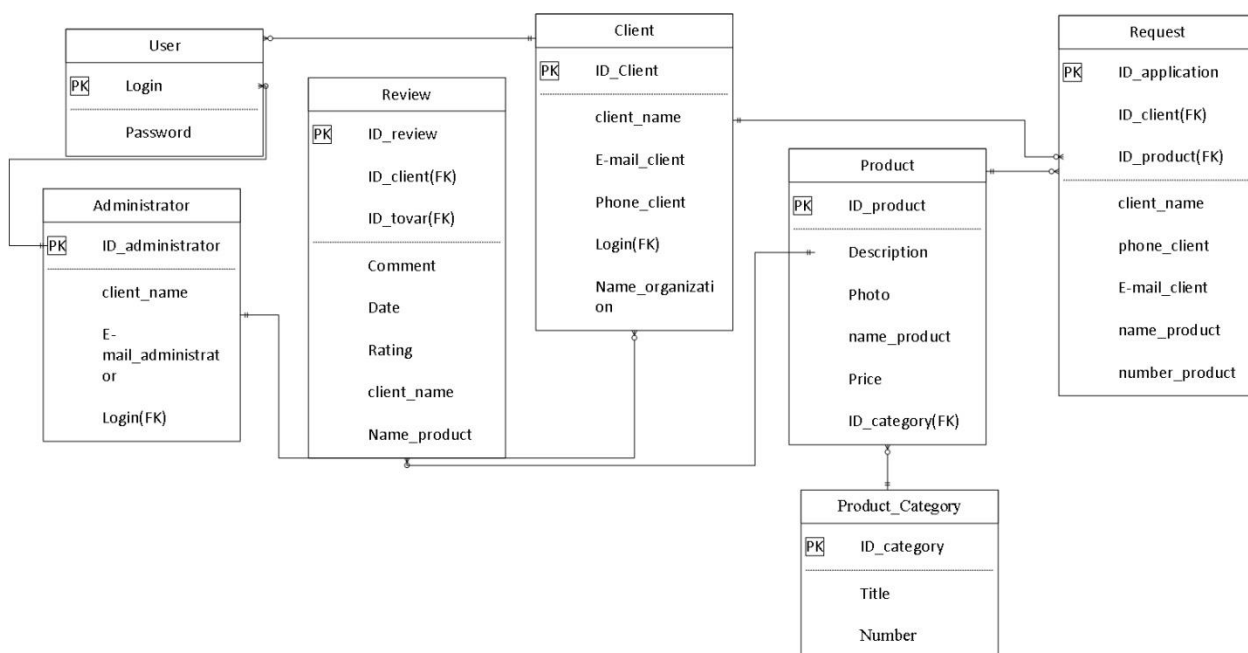 User
PK Login
Password
Administrator
PK ID_administrator
client_name
E-
mail_administrat
or
Login(FK)
Review
PK ID_review
ID_client(FK)
ID_tovar(FK)
Comment
Date
Rating
client_name
Name_product
Client
PK ID_Client
client_name
E-mail_client
Phone_client
Login(FK)
Name_organizati
on
Product
PK ID_product
Description
Photo
name_product
Price
ID_category(FK)
Product_Category
PK ID_category
Title
Number
Request
PK ID_application
ID_client(FK)
ID_product(FK)
client_name
phone_client
E-mail_client
name_product
number_product